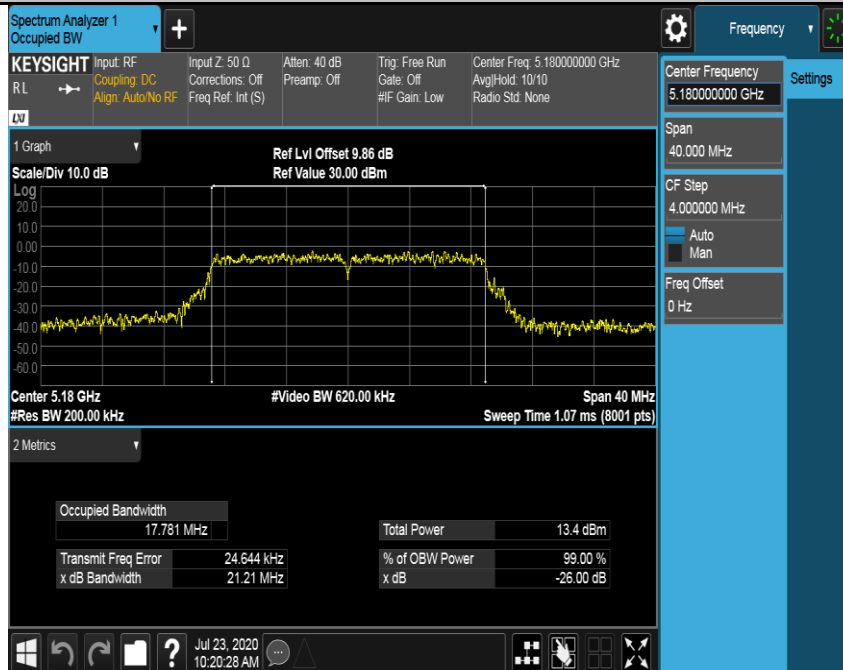 Spectrum Analyzer 1
Occupied BW
+
Frequency
KEYSIGHT
RL
LXI
Input: RF
Coupling: DC
Align: Auto/No RF
Input Z: 50 Ω
Corrections: Off
Freq Ref: Int (S)
Atten: 40 dB
Preamp: Off
Trig: Free Run
Gate: Off
#IF Gain: Low
Center Freq: 5.180000000 GHz
Avg|Hold: 10/10
Radio Std: None
Center Frequency
5.180000000 GHz
Settings
Span
40.000 MHz
CF Step
4.000000 MHz
Auto
Man
Freq Offset
0 Hz
1 Graph
Scale/Div 10.0 dB
Ref Lvl Offset 9.86 dB
Ref Value 30.00 dBm
Log
20.0
10.0
0.00
-10.0
-20.0
-30.0
-40.0
-50.0
-60.0
Center 5.18 GHz
#Video BW 620.00 kHz
Span 40 MHz
#Res BW 200.00 kHz
Sweep Time 1.07 ms (8001 pts)
2 Metrics
Occupied Bandwidth
17.781 MHz
Total Power 13.4 dBm
Transmit Freq Error 24.644 kHz
% of OBW Power 99.00 %
x dB Bandwidth 21.21 MHz
x dB -26.00 dB
?
Jul 23, 2020
10:20:28 AM